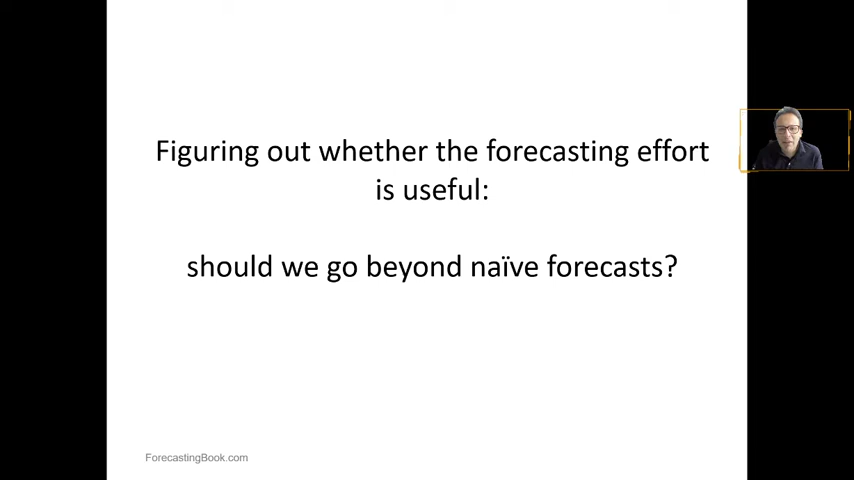 Figuring out whether the forecasting effort
is useful:
should we go beyond naïve forecasts?
ForecastingBook.com